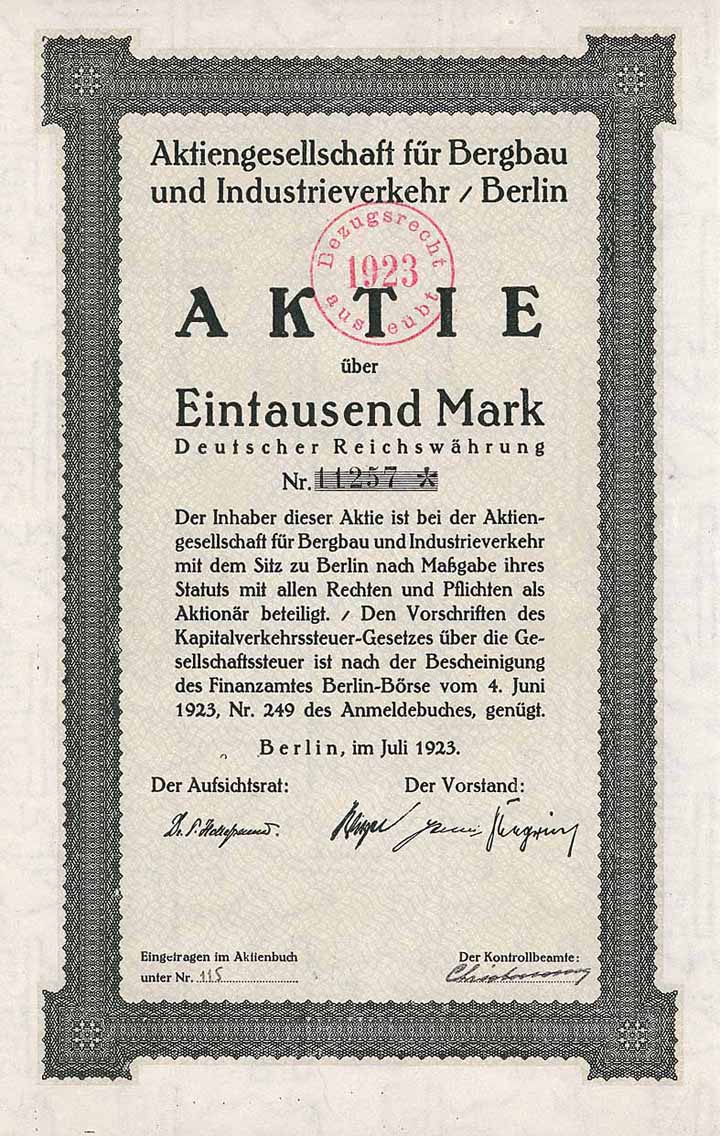 Aktiengesellschaft für Bergbau
und Industrieverkehr / Berlin
Bezugsrecht
1923
ausgeübt
AKTIE
über
Eintausend Mark
Deutscher Reichswährung
Nr. 11257 *
Der Inhaber dieser Aktie ist bei der Aktien-
gesellschaft für Bergbau und Industrieverkehr
mit dem Sitz zu Berlin nach Maßgabe ihres
Statuts mit allen Rechten und Pflichten als
Aktionär beteiligt. / Den Vorschriften des
Kapitalverkehrssteuer-Gesetzes über die Ge-
sellschaftssteuer ist nach der Bescheinigung
des Finanzamtes Berlin-Börse vom 4. Juni
1923, Nr. 249 des Anmeldebuches, genügt.
Berlin, im Juli 1923.
Der Aufsichtsrat:
Der Vorstand:
Eingetragen im Aktienbuch
unter Nr. 115
Der Kontrollbeamte: